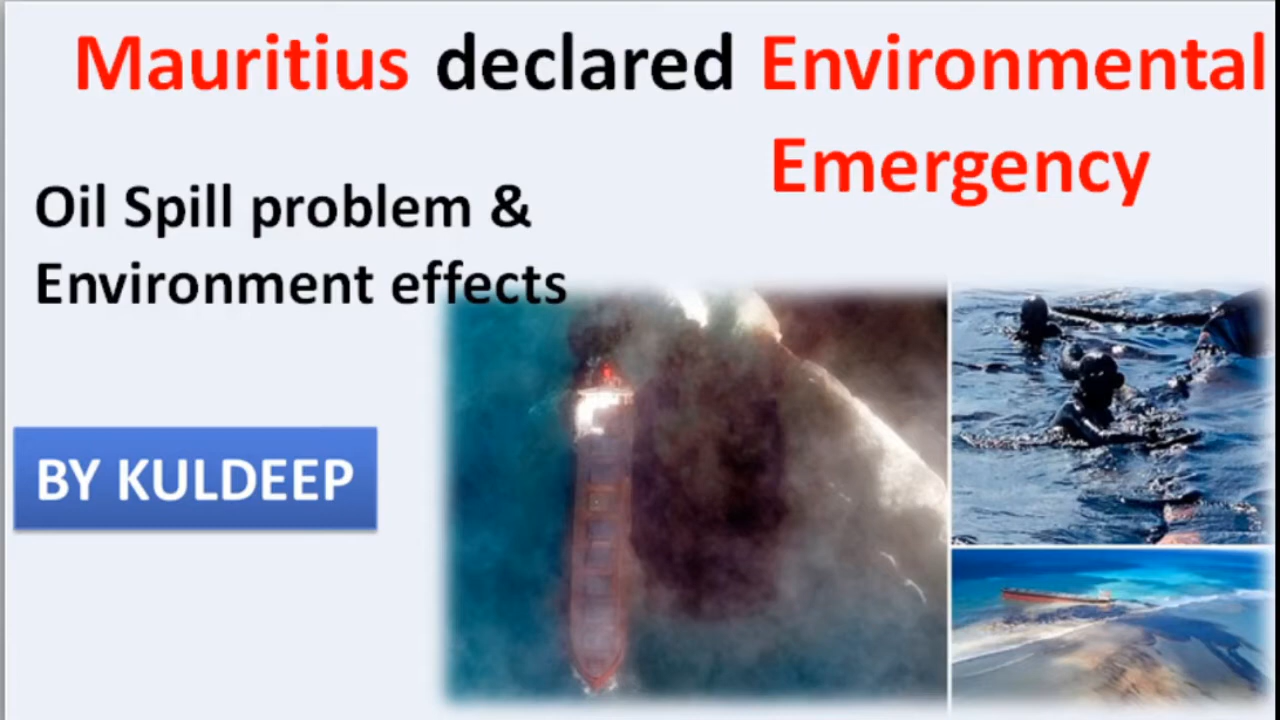 Mauritius declared Environmental
Emergency
Oil Spill problem &
Environment effects
BY KULDEEP